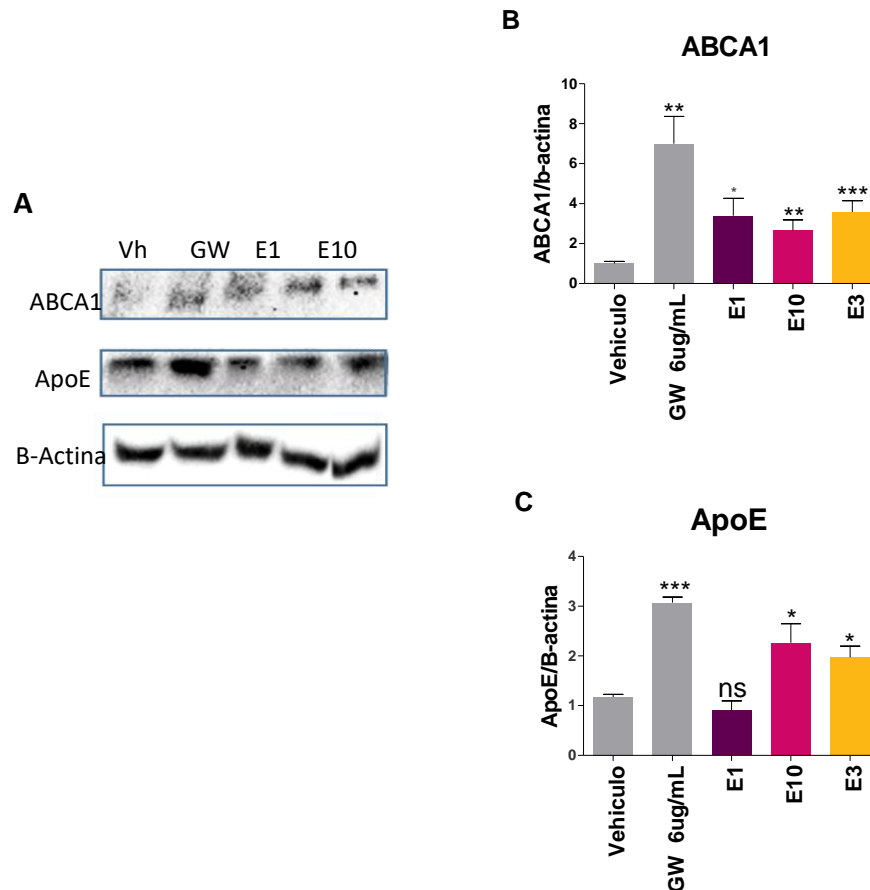 A
Vh GW E1 E10
ABCA1
ApoE
B-Actina
B
ABCA1
ABCA1/b-actina
10
8
6
4
2
0
**
*
**
***
Vehiculo
GW 6ug/mL
E1
E10
E3
C
ApoE
ApoE/B-actina
4
3
2
1
0
***
ns
*
*
Vehiculo
GW 6ug/mL
E1
E10
E3